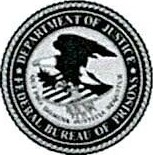 DEPARTMENT OF JUSTICE
FEDERAL BUREAU OF PRISONS